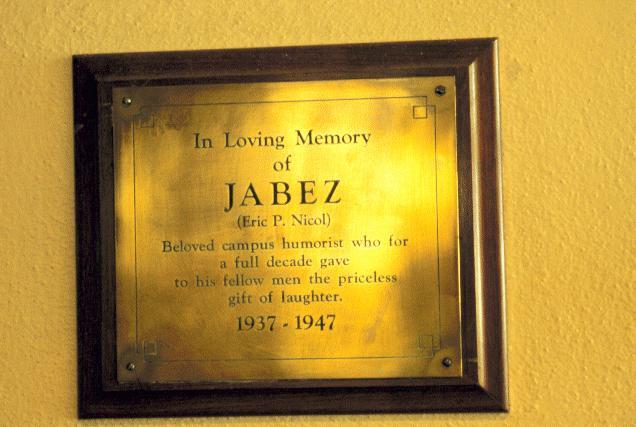 In Loving Memory
of
JABEZ
(Eric P. Nicol)
Beloved campus humorist who for
a full decade gave
to his fellow men the priceless
gift of laughter.
1937 - 1947